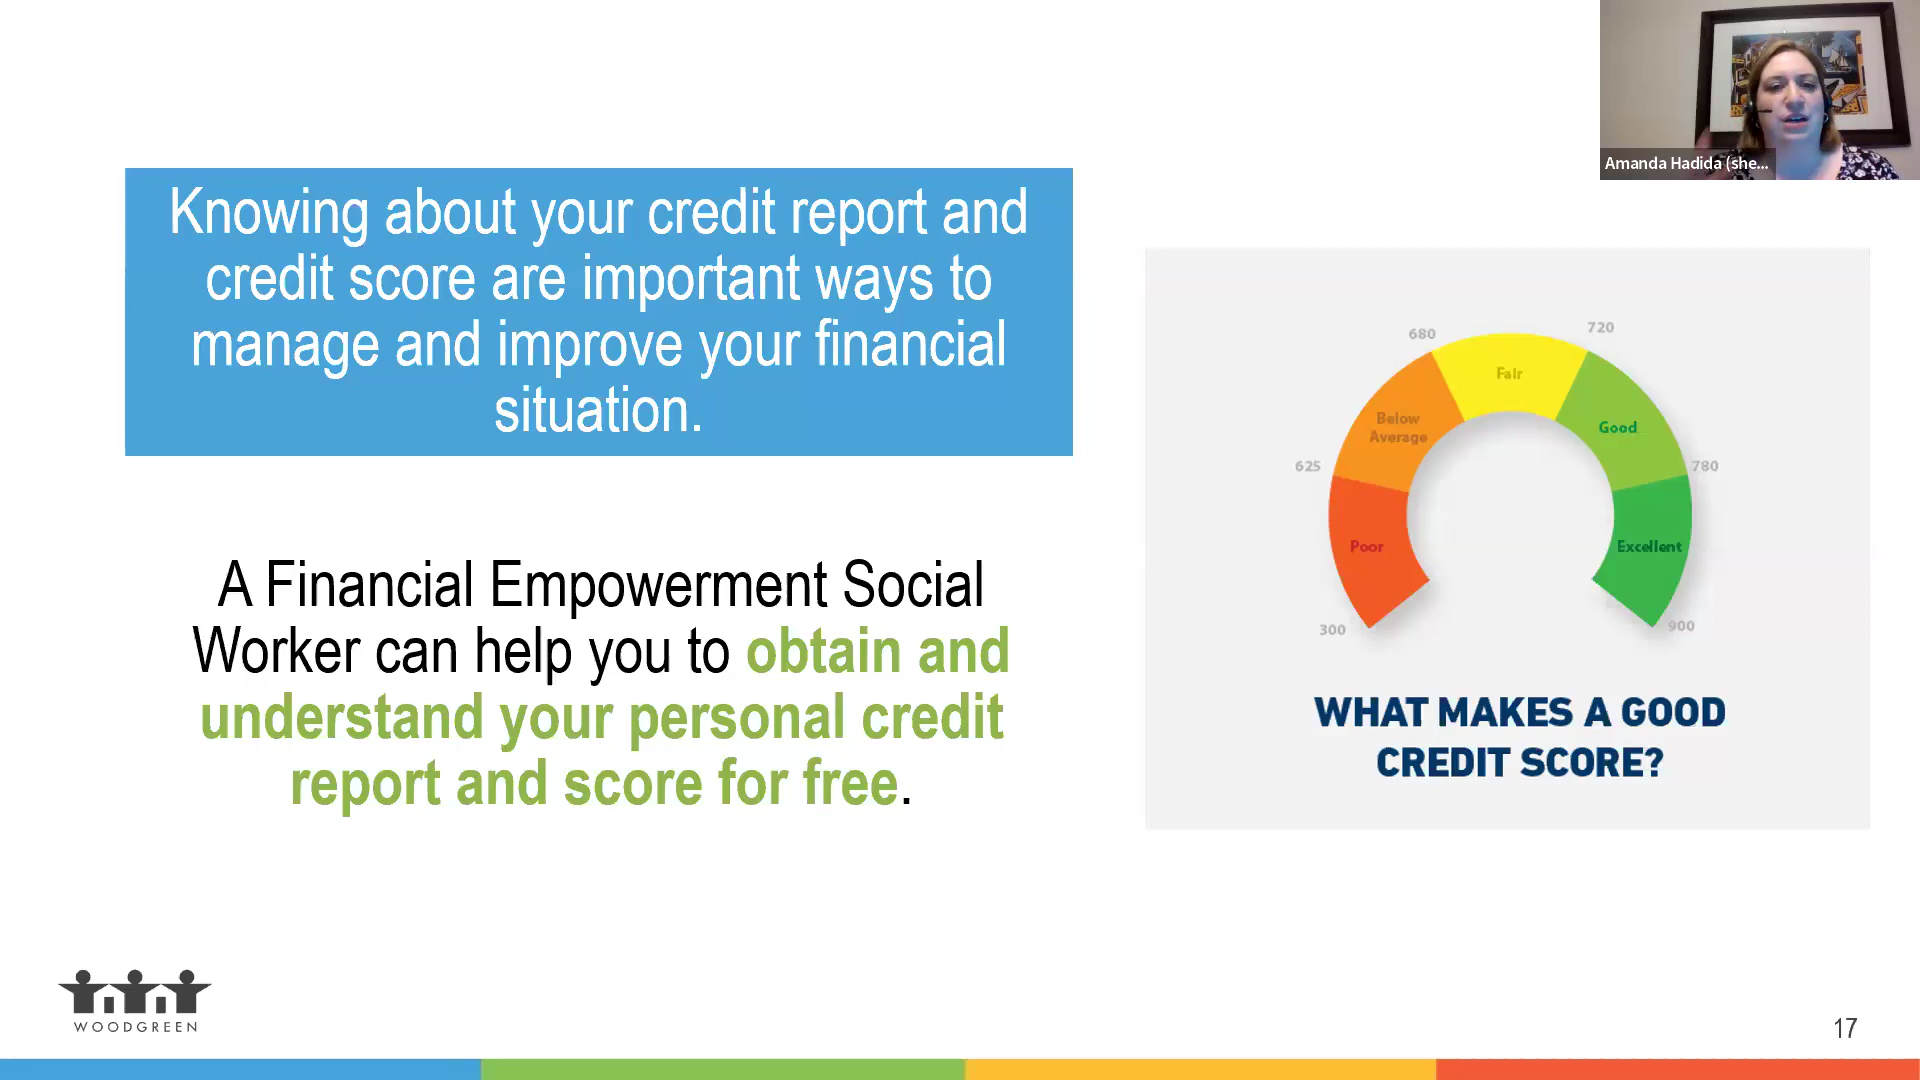 Amanda Hadida (she...
Knowing about your credit report and
credit score are important ways to
manage and improve your financial
situation.
A Financial Empowerment Social
Worker can help you to obtain and
understand your personal credit
report and score for free.
680
720
Fair
Below
Average
Good
625
780
Poor
Excellent
300
900
WHAT MAKES A GOOD
CREDIT SCORE?
WOODGREEN
17